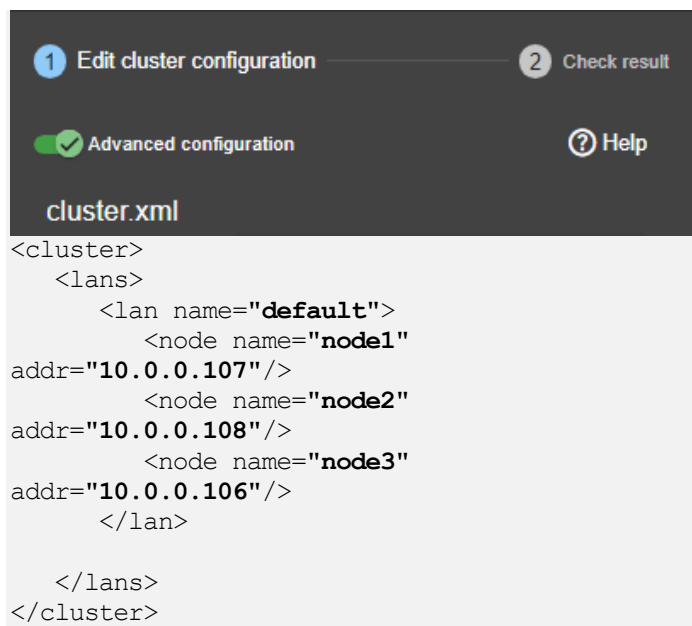 1 Edit cluster configuration 2 Check result
Advanced configuration ? Help
cluster.xml
<cluster>
   <lans>
      <lan name="default">
         <node name="node1"
addr="10.0.0.107"/>
         <node name="node2"
addr="10.0.0.108"/>
         <node name="node3"
addr="10.0.0.106"/>
      </lan>

   </lans>
</cluster>